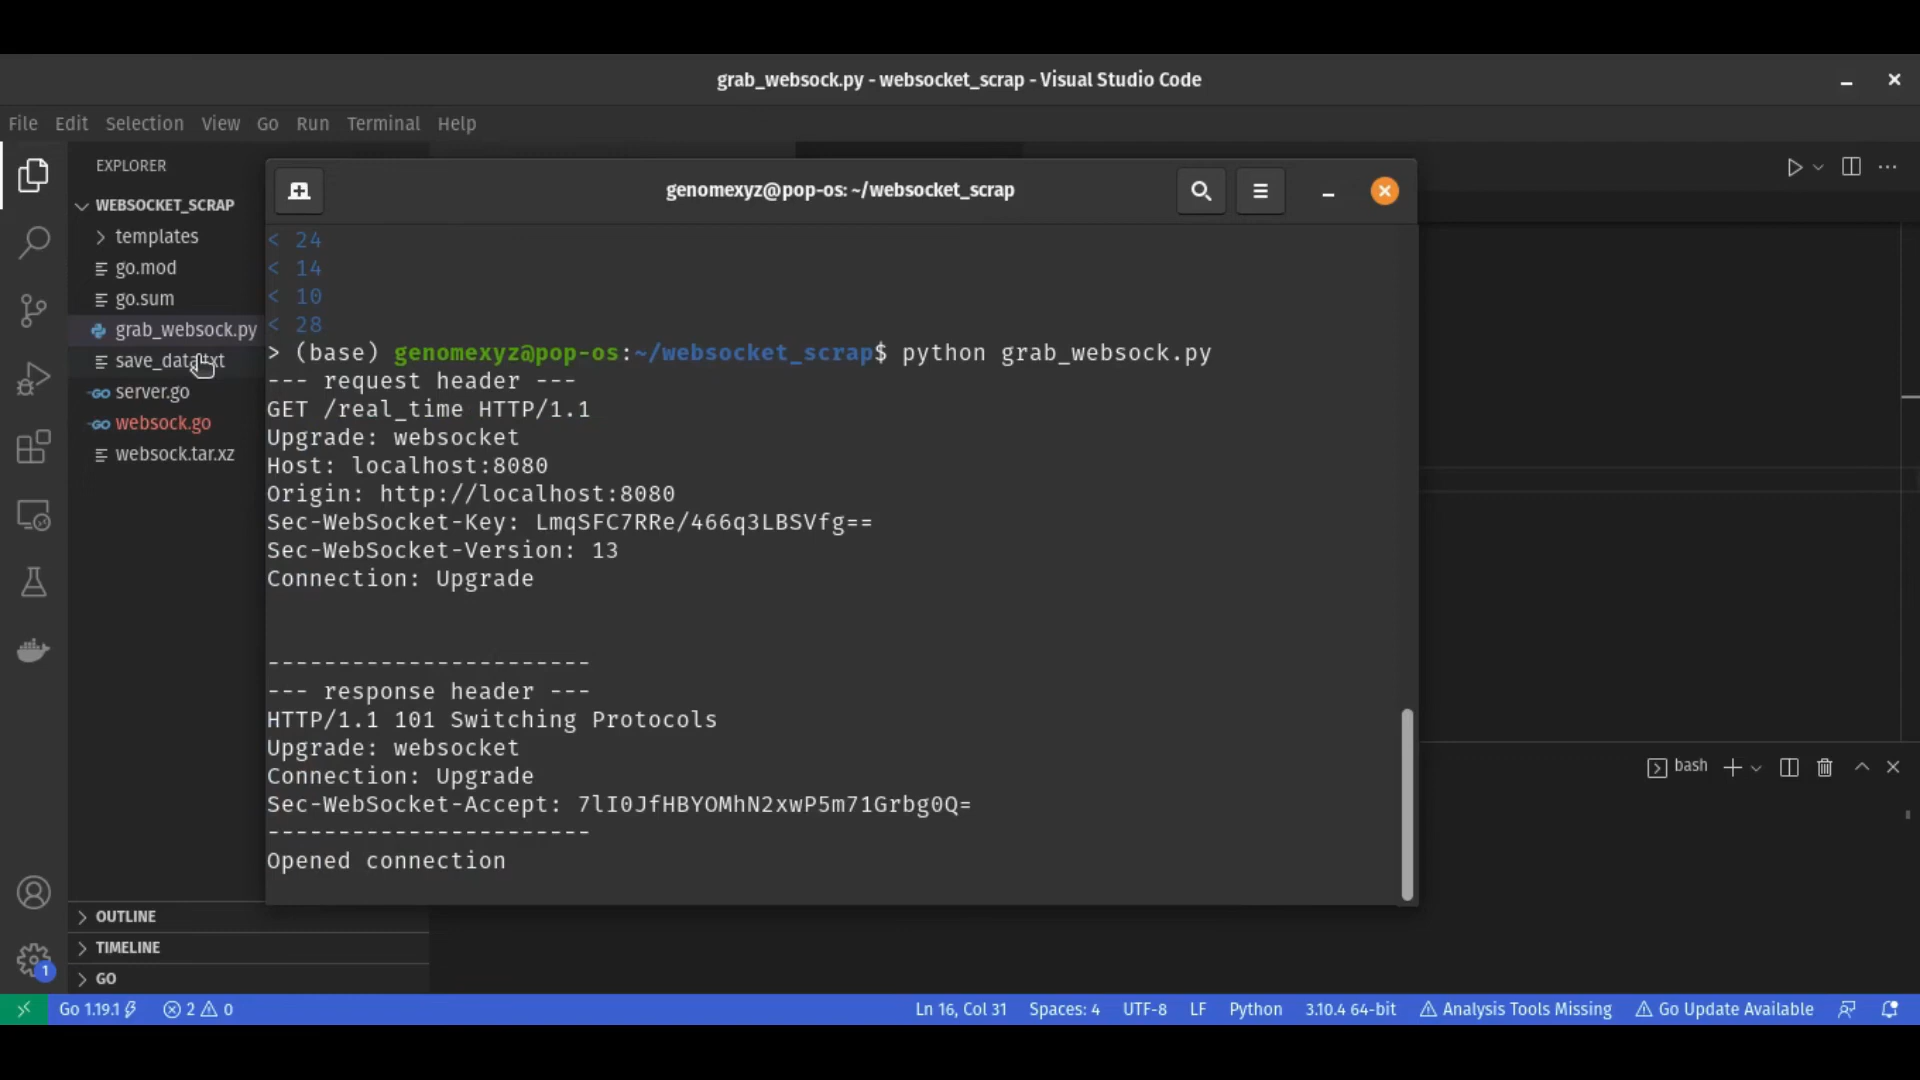 grab_websock.py - websocket_scrap - Visual Studio Code
File Edit Selection View Go Run Terminal Help
EXPLORER
WEBSOCKET_SCRAP
templates
go.mod
go.sum
grab_websock.py
save_data.txt
server.go
websock.go
websock.tar.xz
OUTLINE
TIMELINE
GO
genomexyz@pop-os: ~/websocket_scrap
< 24
< 14
< 10
< 28
> (base) genomexyz@pop-os:~/websocket_scrap$ python grab_websock.py
--- request header ---
GET /real_time HTTP/1.1
Upgrade: websocket
Host: localhost:8080
Origin: http://localhost:8080
Sec-WebSocket-Key: LmqSFC7RRe/466q3LBSVfg==
Sec-WebSocket-Version: 13
Connection: Upgrade
-----------------------
--- response header ---
HTTP/1.1 101 Switching Protocols
Upgrade: websocket
Connection: Upgrade
Sec-WebSocket-Accept: 7lI0JfHBYOMhN2xwP5m71Grbg0Q=
-----------------------
Opened connection
bash
1
Go 1.19.1 2 0 Ln 16, Col 31 Spaces: 4 UTF-8 LF Python 3.10.4 64-bit Analysis Tools Missing Go Update Available